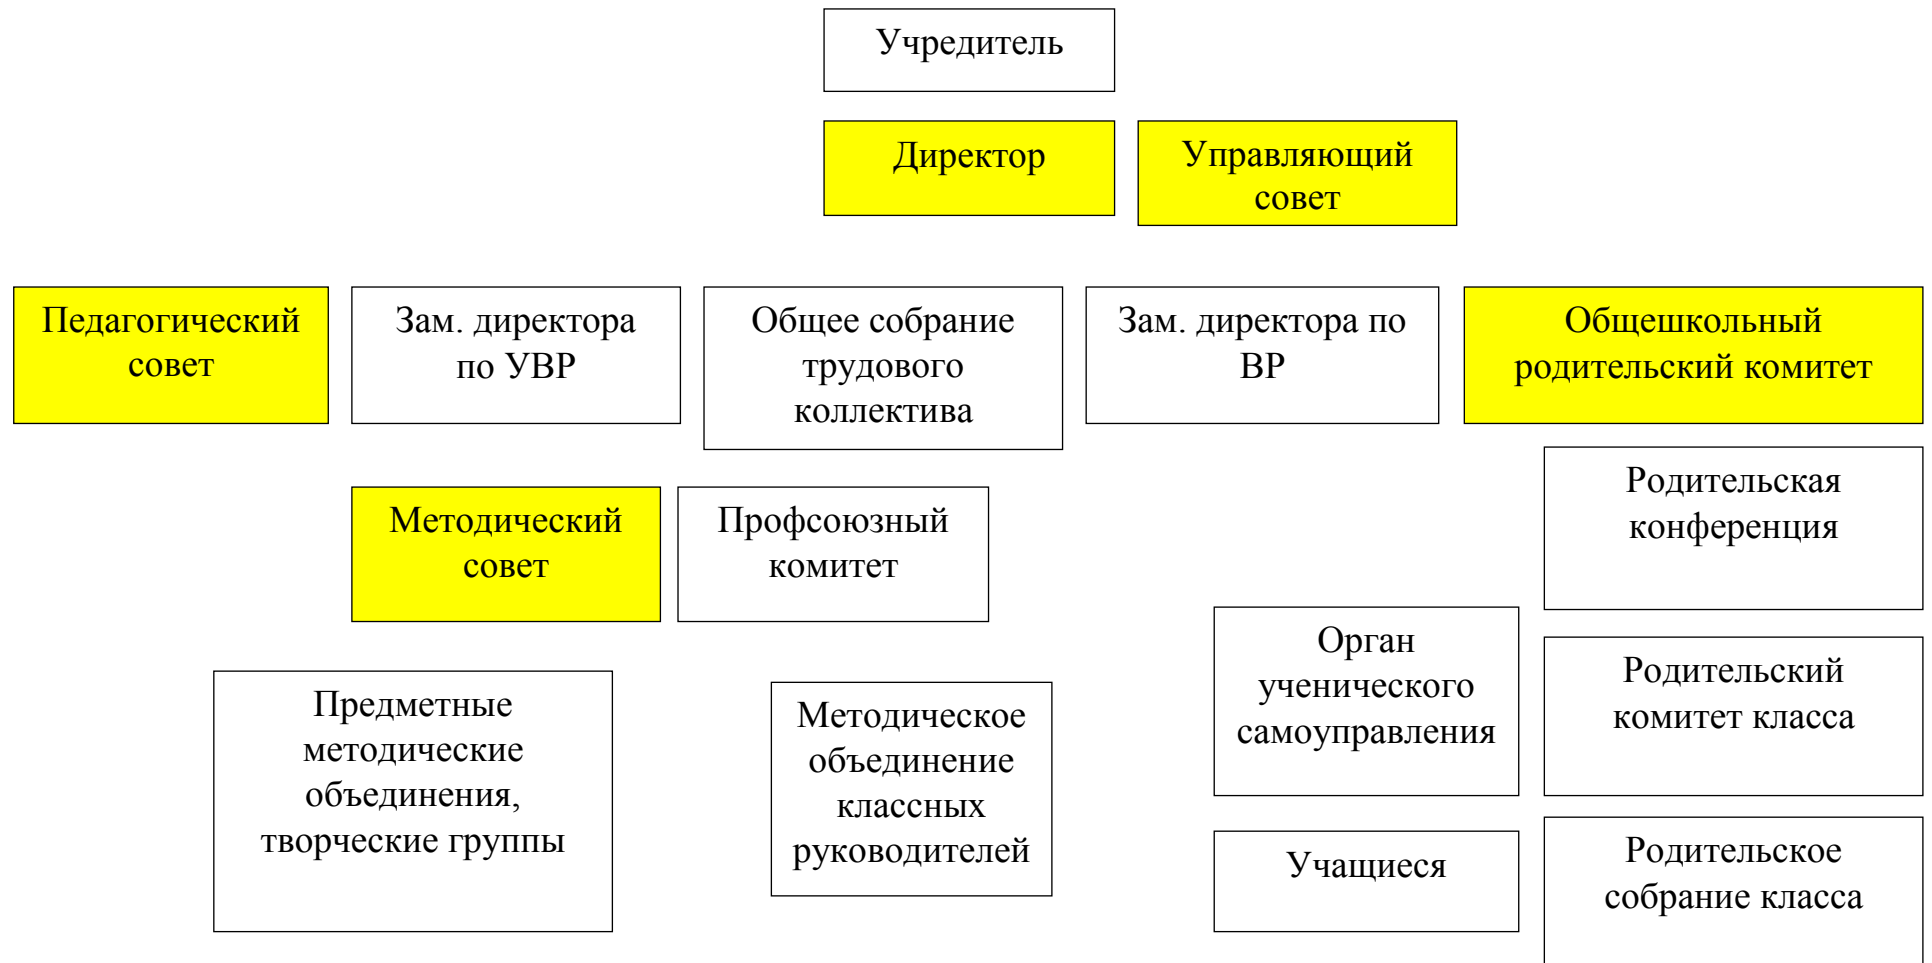 Учредитель
Директор
Управляющий
совет
Педагогический
совет
Зам. директора
по УВР
Общее собрание
трудового
коллектива
Зам. директора по
ВР
Общешкольный
родительский комитет
Методический
совет
Профсоюзный
комитет
Родительская
конференция
Предметные
методические
объединения,
творческие группы
Методическое
объединение
классных
руководителей
Орган
ученического
самоуправления
Родительский
комитет класса
Учащиеся
Родительское
собрание класса